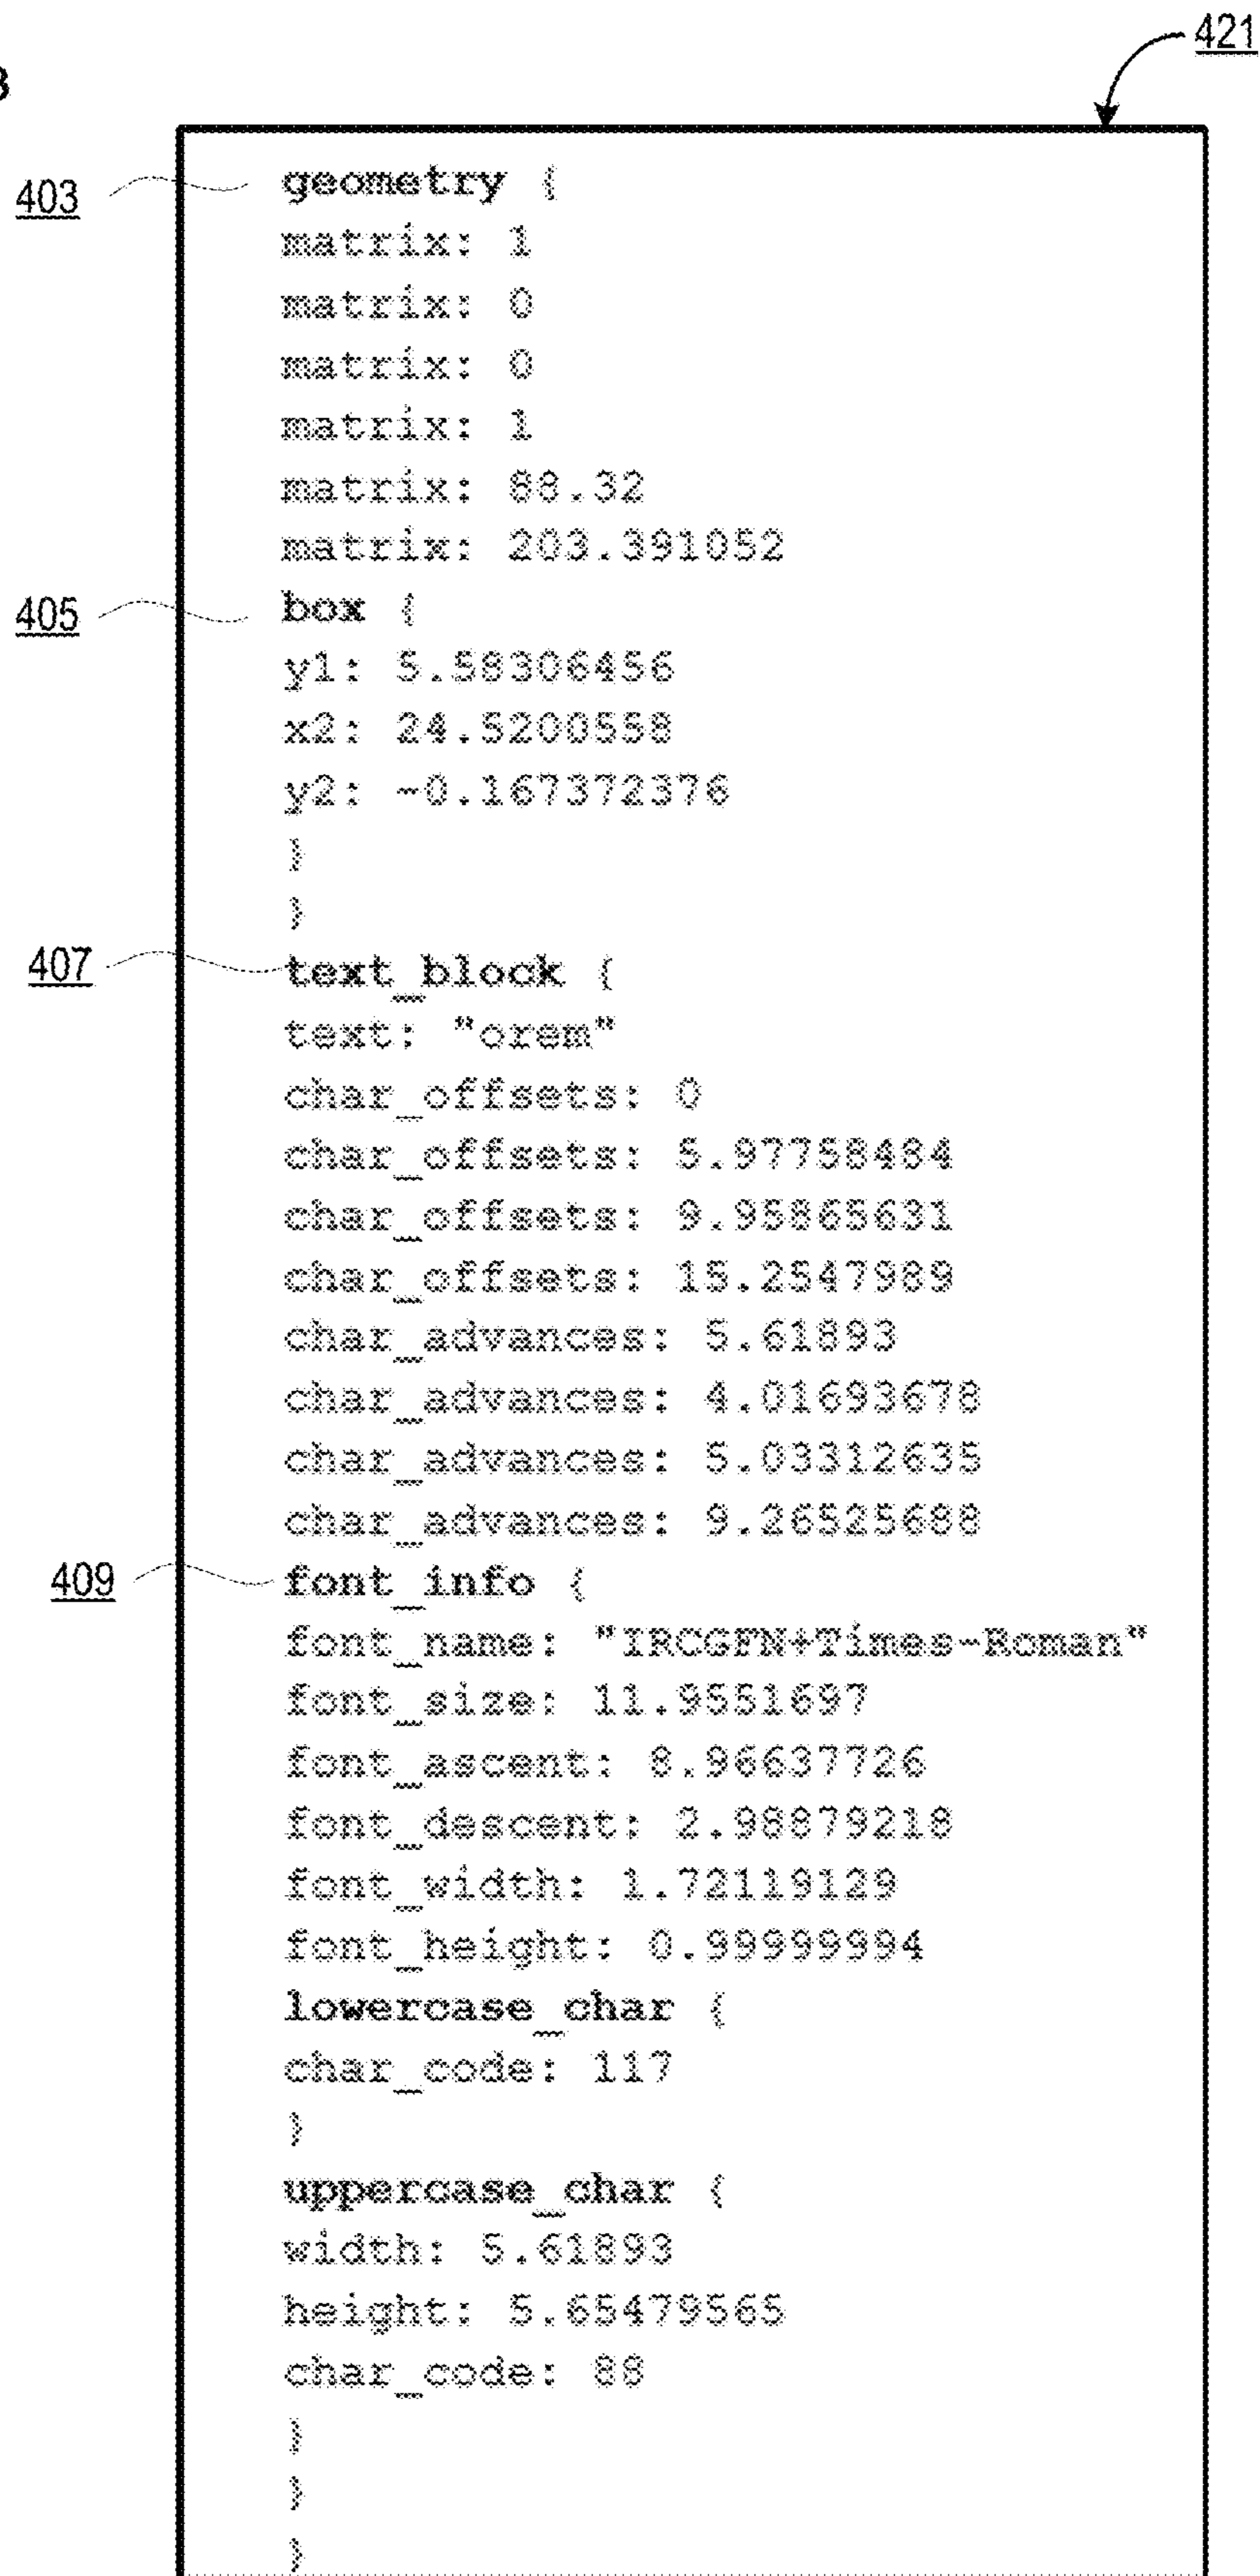 421
B
403 geometry {
matrix: 1
matrix: 0
matrix: 0
matrix: 1
matrix: 88.32
matrix: 203.391052
405 box {
y1: 5.58306456
x2: 24.5200558
y2: -0.167372376
}
}
407 text_block {
text: "orem"
char_offsets: 0
char_offsets: 5.97758484
char_offsets: 9.95865631
char_offsets: 15.2547989
char_advances: 5.61893
char_advances: 4.01693678
char_advances: 5.03312635
char_advances: 9.26525688
409 font_info {
font_name: "IRCGFN+Times-Roman"
font_size: 11.9551697
font_ascent: 8.96637726
font_descent: 2.98879218
font_width: 1.72119129
font_height: 0.99999994
lowercase_char {
char_code: 117
}
uppercase_char {
width: 5.61893
height: 5.65479565
char_code: 88
}
}
}